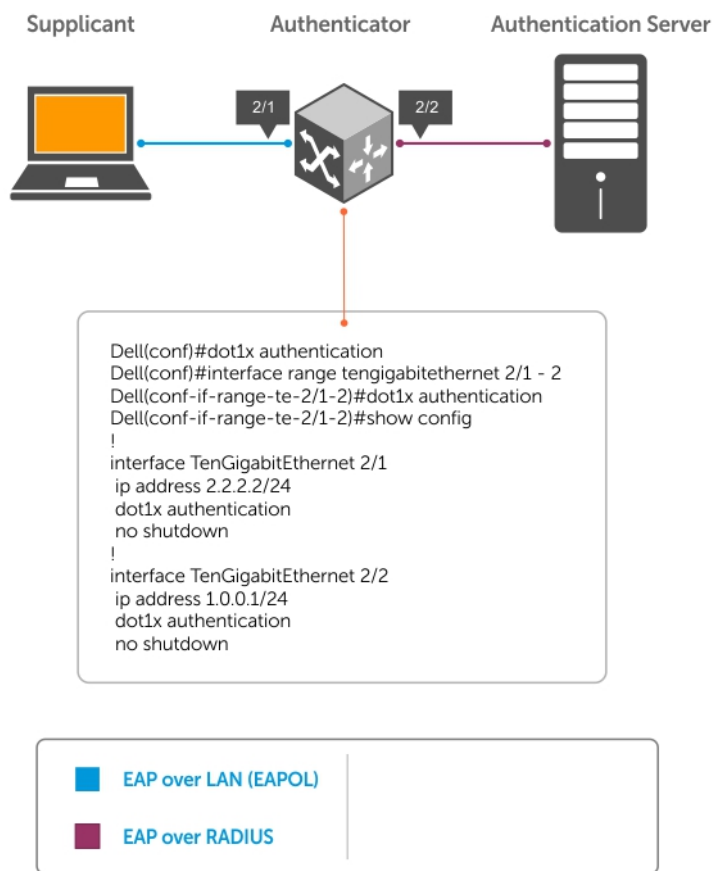 Supplicant
Authenticator
Authentication Server
2/1
2/2
Dell(conf)#dot1x authentication
Dell(conf)#interface range tengigabitethernet 2/1 - 2
Dell(conf-if-range-te-2/1-2)#dot1x authentication
Dell(conf-if-range-te-2/1-2)#show config
!
interface TenGigabitEthernet 2/1
ip address 2.2.2.2/24
dot1x authentication
no shutdown
!
interface TenGigabitEthernet 2/2
ip address 1.0.0.1/24
dot1x authentication
no shutdown
EAP over LAN (EAPOL)
EAP over RADIUS